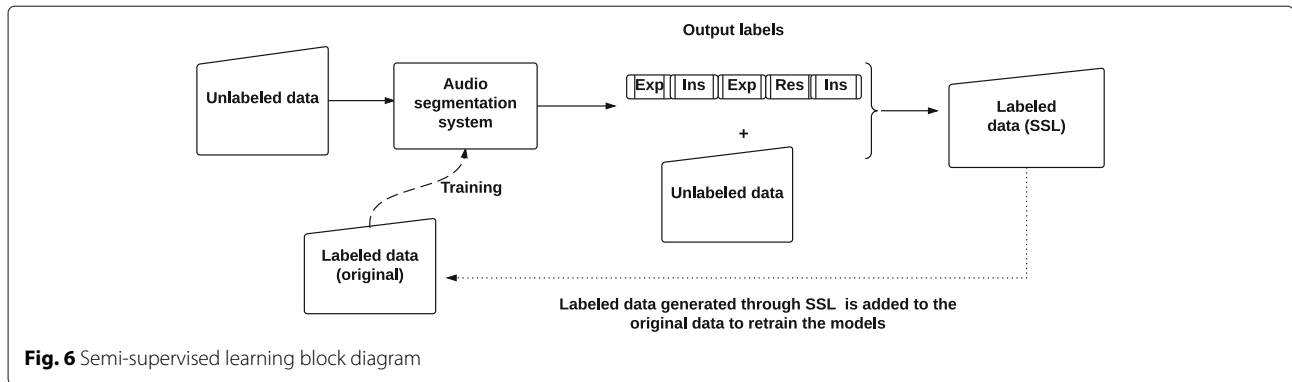 Output labels
Unlabeled data
Audio
segmentation
system
Exp Ins Exp Res Ins
+
Unlabeled data
Labeled
data (SSL)
Training
Labeled data
(original)
Labeled data generated through SSL is added to the
original data to retrain the models
Fig. 6 Semi-supervised learning block diagram